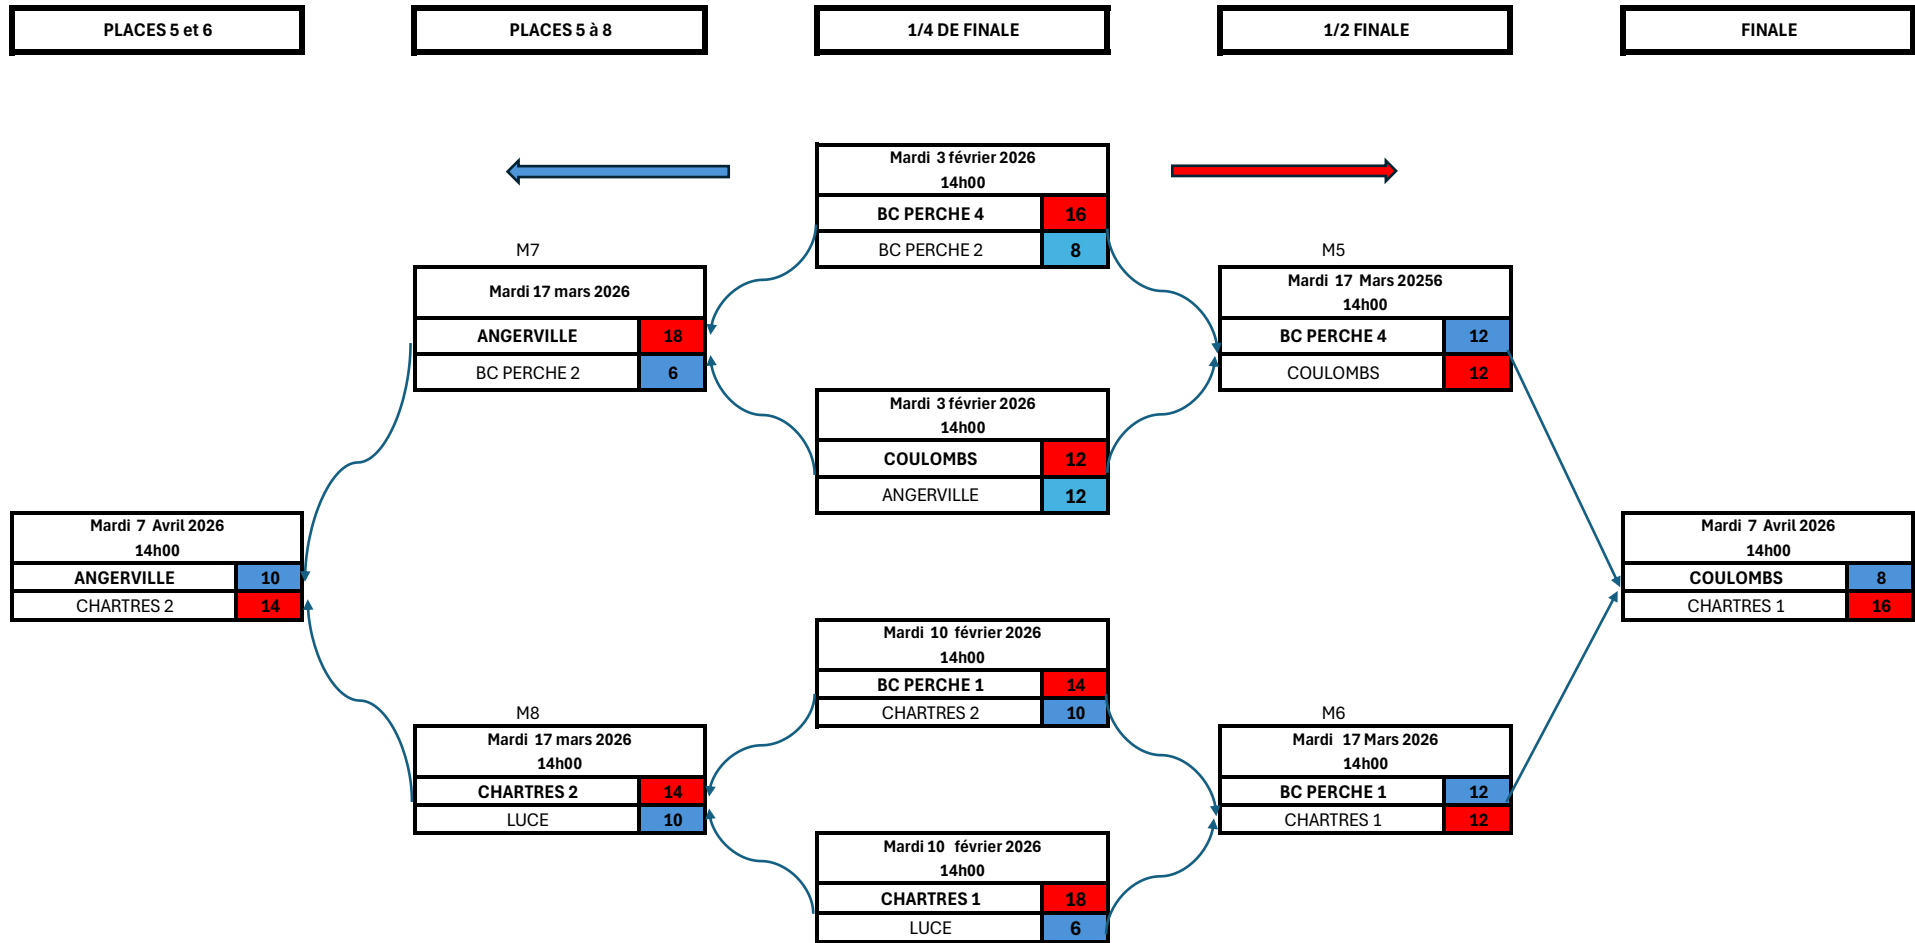 PLACES 5 et 6
PLACES 5 à 8
1/4 DE FINALE
1/2 FINALE
FINALE
Mardi 3 février 2026
14h00
BC PERCHE 4 16
BC PERCHE 2 8
M7
Mardi 17 mars 2026
ANGERVILLE 18
BC PERCHE 2 6
M5
Mardi 17 Mars 20256
14h00
BC PERCHE 4 12
COULOMBS 12
Mardi 3 février 2026
14h00
COULOMBS 12
ANGERVILLE 12
Mardi 7 Avril 2026
14h00
ANGERVILLE 10
CHARTRES 2 14
Mardi 7 Avril 2026
14h00
COULOMBS 8
CHARTRES 1 16
Mardi 10 février 2026
14h00
BC PERCHE 1 14
CHARTRES 2 10
M8
Mardi 17 mars 2026
14h00
CHARTRES 2 14
LUCE 10
M6
Mardi 17 Mars 2026
14h00
BC PERCHE 1 12
CHARTRES 1 12
Mardi 10 février 2026
14h00
CHARTRES 1 18
LUCE 6